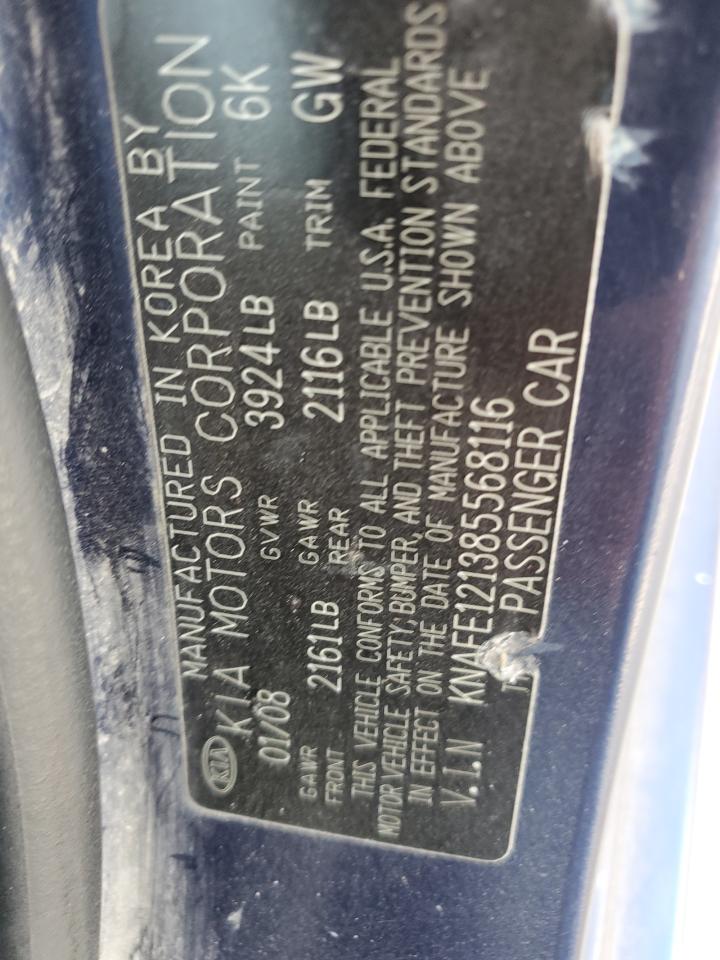 MANUFACTURED IN KOREA BY
KIA KIA MOTORS CORPORATION
01/08 GVWR 3924LB PAINT 6K
GAWR FRONT 2161LB GAWR REAR 2116LB TRIM GW
THIS VEHICLE CONFORMS TO ALL APPLICABLE U.S.A. FEDERAL
MOTOR VEHICLE SAFETY, BUMPER, AND THEFT PREVENTION STANDARDS
IN EFFECT ON THE DATE OF MANUFACTURE SHOWN ABOVE
V.I.N KNAFE121385568116
PASSENGER CAR